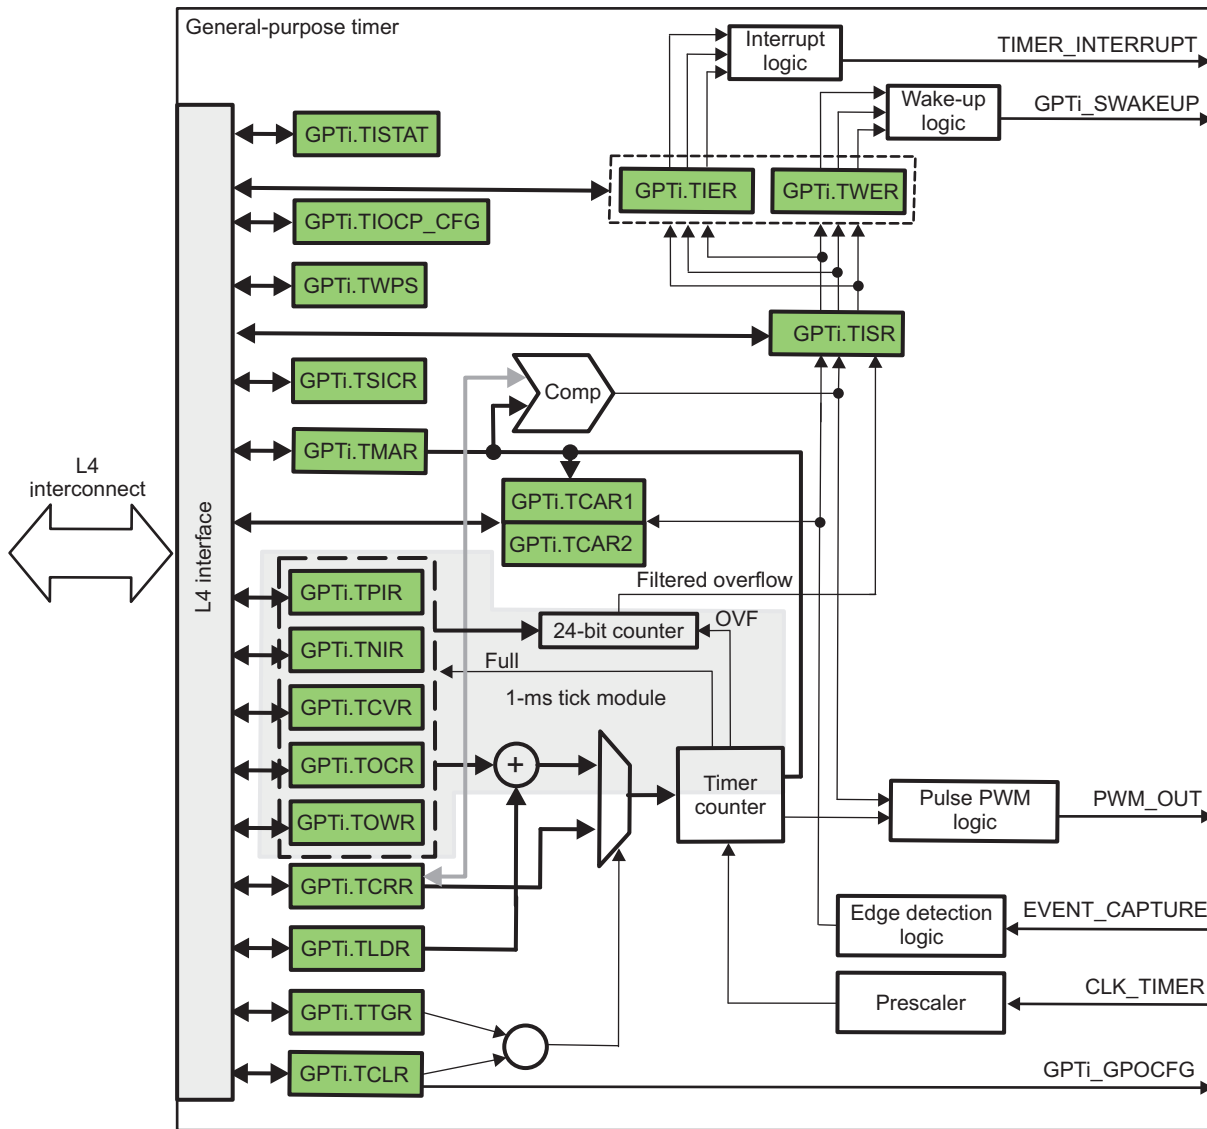 General-purpose timer
Interrupt
logic
TIMER_INTERRUPT
Wake-up
logic
GPTi_SWAKEUP
GPTi.TISTAT
GPTi.TIER
GPTi.TWER
GPTi.TIOCP_CFG
GPTi.TWPS
GPTi.TISR
GPTi.TSICR
Comp
GPTi.TMAR
L4
interconnect
GPTi.TCAR1
GPTi.TCAR2
L4 interface
GPTi.TPIR
Filtered overflow
24-bit counter
OVF
GPTi.TNIR
Full
GPTi.TCVR
1-ms tick module
GPTi.TOCR
+
Timer
counter
Pulse PWM
logic
PWM_OUT
GPTi.TOWR
GPTi.TCRR
Edge detection
logic
EVENT_CAPTURE
GPTi.TLDR
Prescaler
CLK_TIMER
GPTi.TTGR
GPTi.TCLR
GPTi_GPOCFG